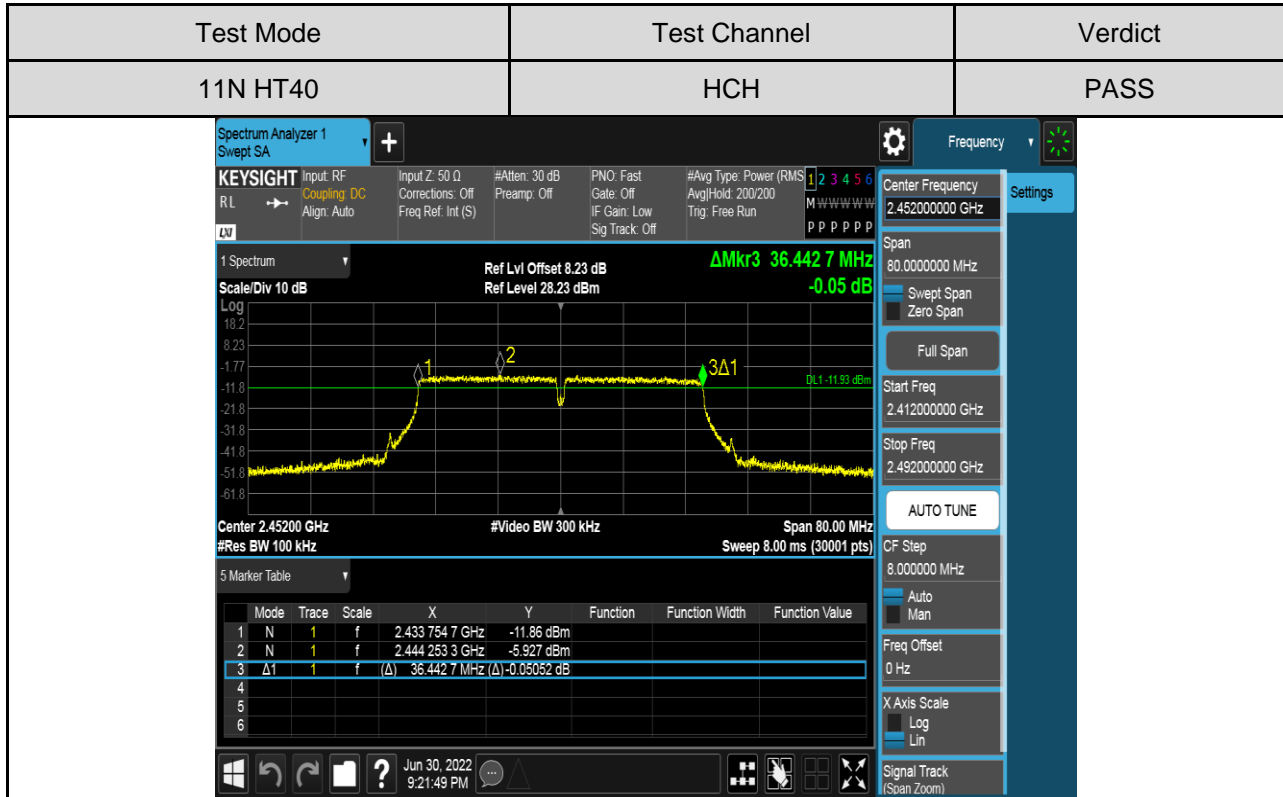 Test Mode Test Channel Verdict
11N HT40 HCH PASS
Spectrum Analyzer 1
Swept SA
+
Frequency
KEYSIGHT
RL
LXI
Input: RF
Coupling: DC
Align: Auto
Input Z: 50 Ω
Corrections: Off
Freq Ref: Int (S)
#Atten: 30 dB
Preamp: Off
PNO: Fast
Gate: Off
IF Gain: Low
Sig Track: Off
#Avg Type: Power (RMS
Avg|Hold: 200/200
Trig: Free Run
1 2 3 4 5 6
M W W W W W
P P P P P P
Center Frequency
2.452000000 GHz
Settings
1 Spectrum
Scale/Div 10 dB
Ref Lvl Offset 8.23 dB
Ref Level 28.23 dBm
ΔMkr3 36.442 7 MHz
-0.05 dB
Log
18.2
8.23
-1.77
-11.8
-21.8
-31.8
-41.8
-51.8
-61.8
1
2
3Δ1
DL1 -11.93 dBm
Center 2.45200 GHz
#Res BW 100 kHz
#Video BW 300 kHz
Span 80.00 MHz
Sweep 8.00 ms (30001 pts)
Span
80.0000000 MHz
Swept Span
Zero Span
Full Span
Start Freq
2.412000000 GHz
Stop Freq
2.492000000 GHz
AUTO TUNE
CF Step
8.000000 MHz
Auto
Man
Freq Offset
0 Hz
X Axis Scale
Log
Lin
Signal Track
(Span Zoom)
5 Marker Table
Mode Trace Scale X Y Function Function Width Function Value
1 N 1 f 2.433 754 7 GHz -11.86 dBm
2 N 1 f 2.444 253 3 GHz -5.927 dBm
3 Δ1 1 f (Δ) 36.442 7 MHz (Δ) -0.05052 dB
4
5
6
?
Jun 30, 2022
9:21:49 PM